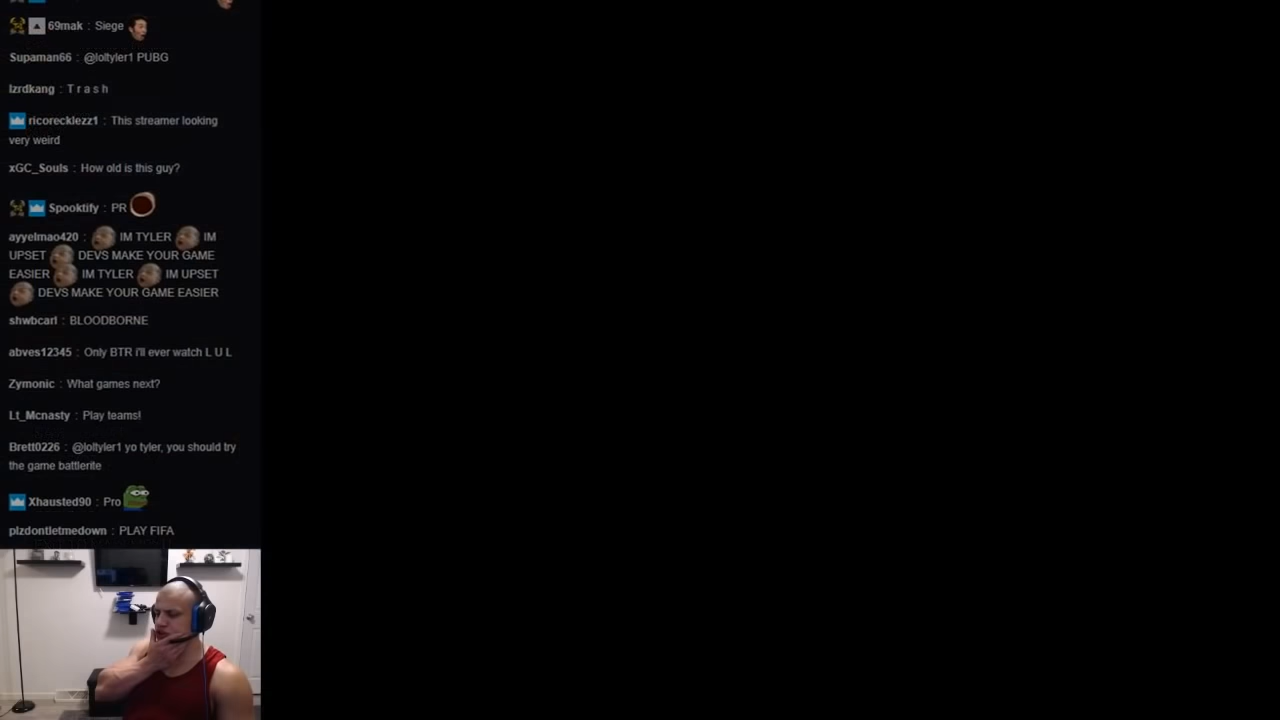 69mak : Siege
Supaman66 : @loltyler1 PUBG
lzrdkang : T r a s h
ricorecklezz1 : This streamer looking
very weird
xGC_Souls : How old is this guy?
Spooktify : PR
ayyelmao420 : IM TYLER IM
UPSET DEVS MAKE YOUR GAME
EASIER IM TYLER IM UPSET
DEVS MAKE YOUR GAME EASIER
shwbcarl : BLOODBORNE
abves12345 : Only BTR i'll ever watch L U L
Zymonic : What games next?
Lt_Mcnasty : Play teams!
Brett0226 : @loltyler1 yo tyler, you should try
the game battlerite
Xhausted90 : Pro
plzdontletmedown : PLAY FIFA